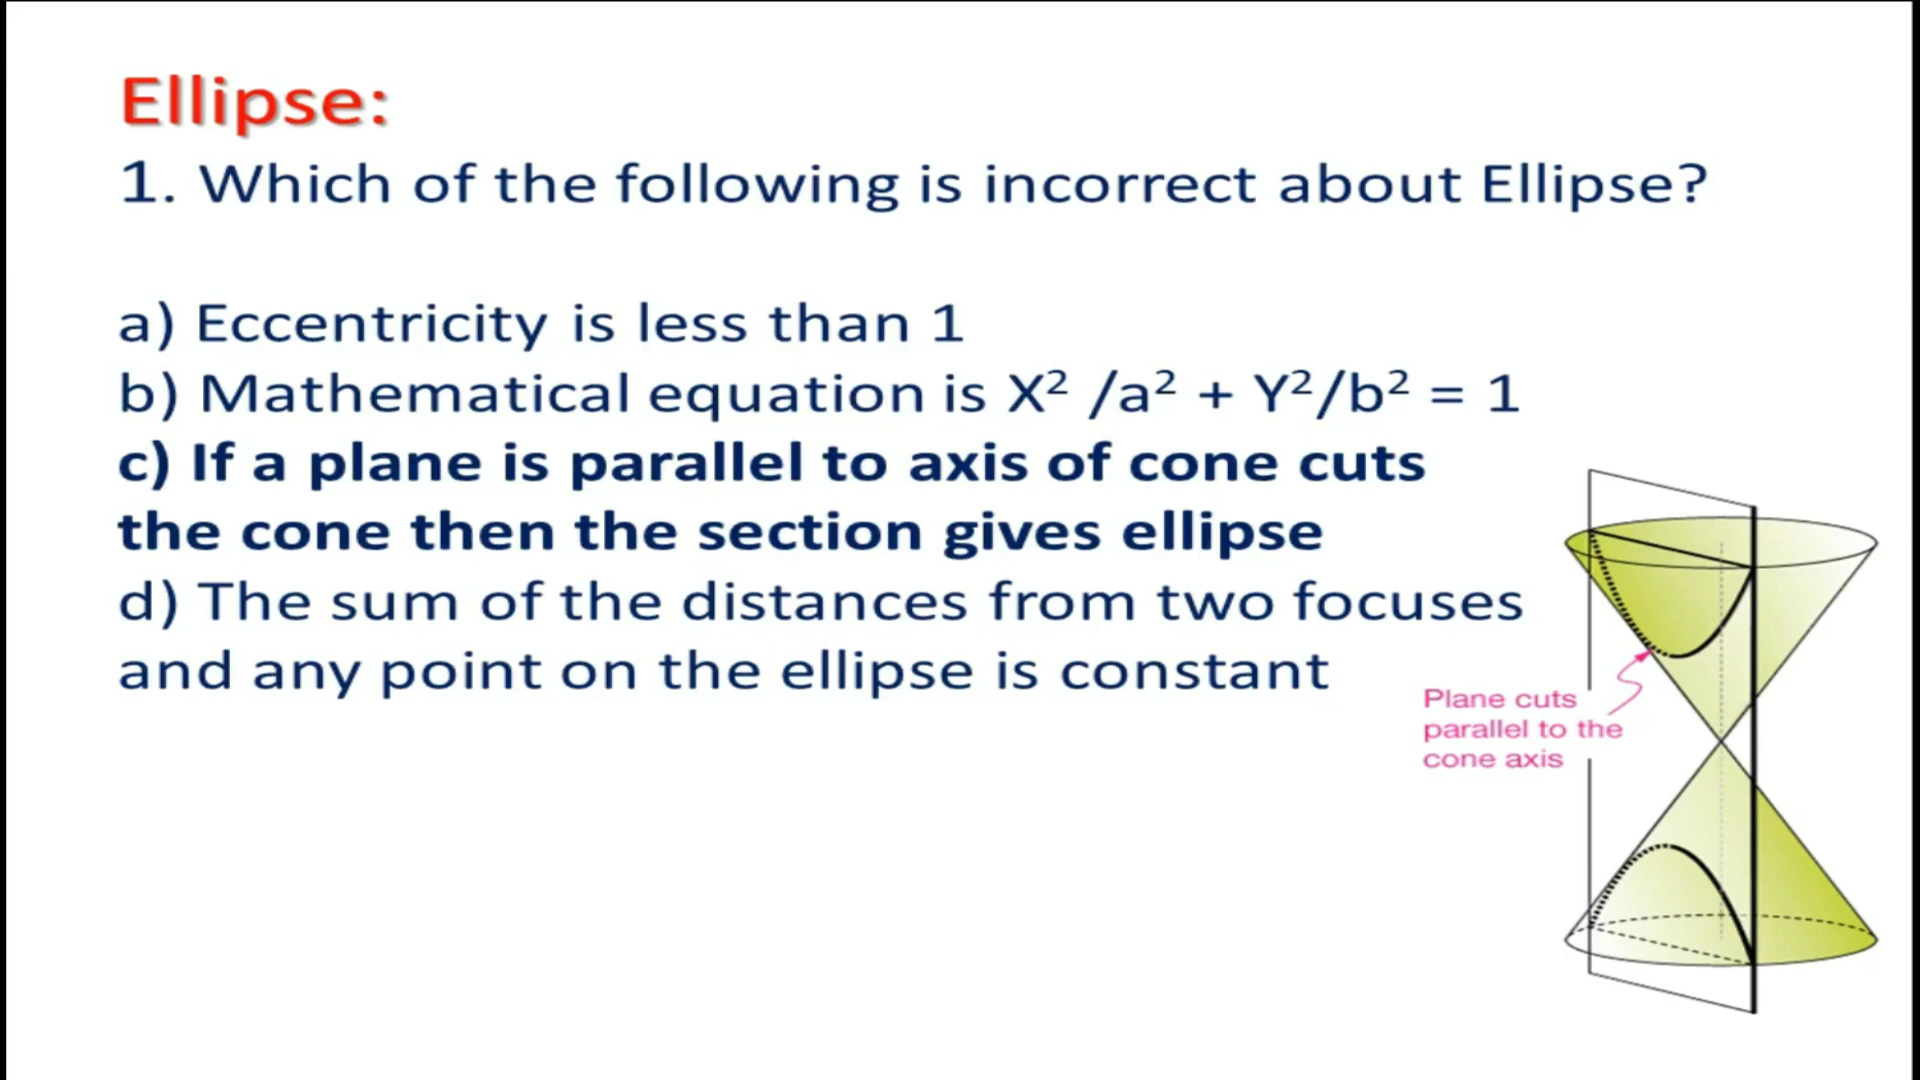 Ellipse:
1. Which of the following is incorrect about Ellipse?
a) Eccentricity is less than 1
b) Mathematical equation is X² /a² + Y²/b² = 1
c) If a plane is parallel to axis of cone cuts
the cone then the section gives ellipse
d) The sum of the distances from two focuses
and any point on the ellipse is constant
Plane cuts
parallel to the
cone axis